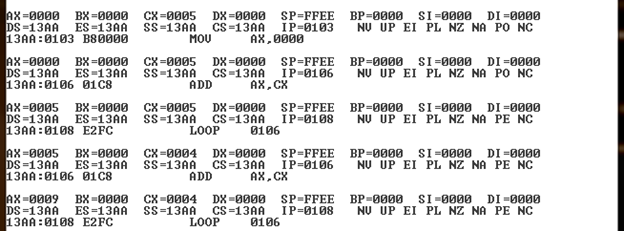 AX=0000 BX=0000 CX=0005 DX=0000 SP=FFEE BP=0000 SI=0000 DI=0000
DS=13AA ES=13AA SS=13AA CS=13AA IP=0103 NV UP EI PL NZ NA PO NC
13AA:0103 B80000 MOV AX,0000
AX=0000 BX=0000 CX=0005 DX=0000 SP=FFEE BP=0000 SI=0000 DI=0000
DS=13AA ES=13AA SS=13AA CS=13AA IP=0106 NV UP EI PL NZ NA PO NC
13AA:0106 01C8 ADD AX,CX
AX=0005 BX=0000 CX=0005 DX=0000 SP=FFEE BP=0000 SI=0000 DI=0000
DS=13AA ES=13AA SS=13AA CS=13AA IP=0108 NV UP EI PL NZ NA PE NC
13AA:0108 E2FC LOOP 0106
AX=0005 BX=0000 CX=0004 DX=0000 SP=FFEE BP=0000 SI=0000 DI=0000
DS=13AA ES=13AA SS=13AA CS=13AA IP=0106 NV UP EI PL NZ NA PE NC
13AA:0106 01C8 ADD AX,CX
AX=0009 BX=0000 CX=0004 DX=0000 SP=FFEE BP=0000 SI=0000 DI=0000
DS=13AA ES=13AA SS=13AA CS=13AA IP=0108 NV UP EI PL NZ NA PE NC
13AA:0108 E2FC LOOP 0106